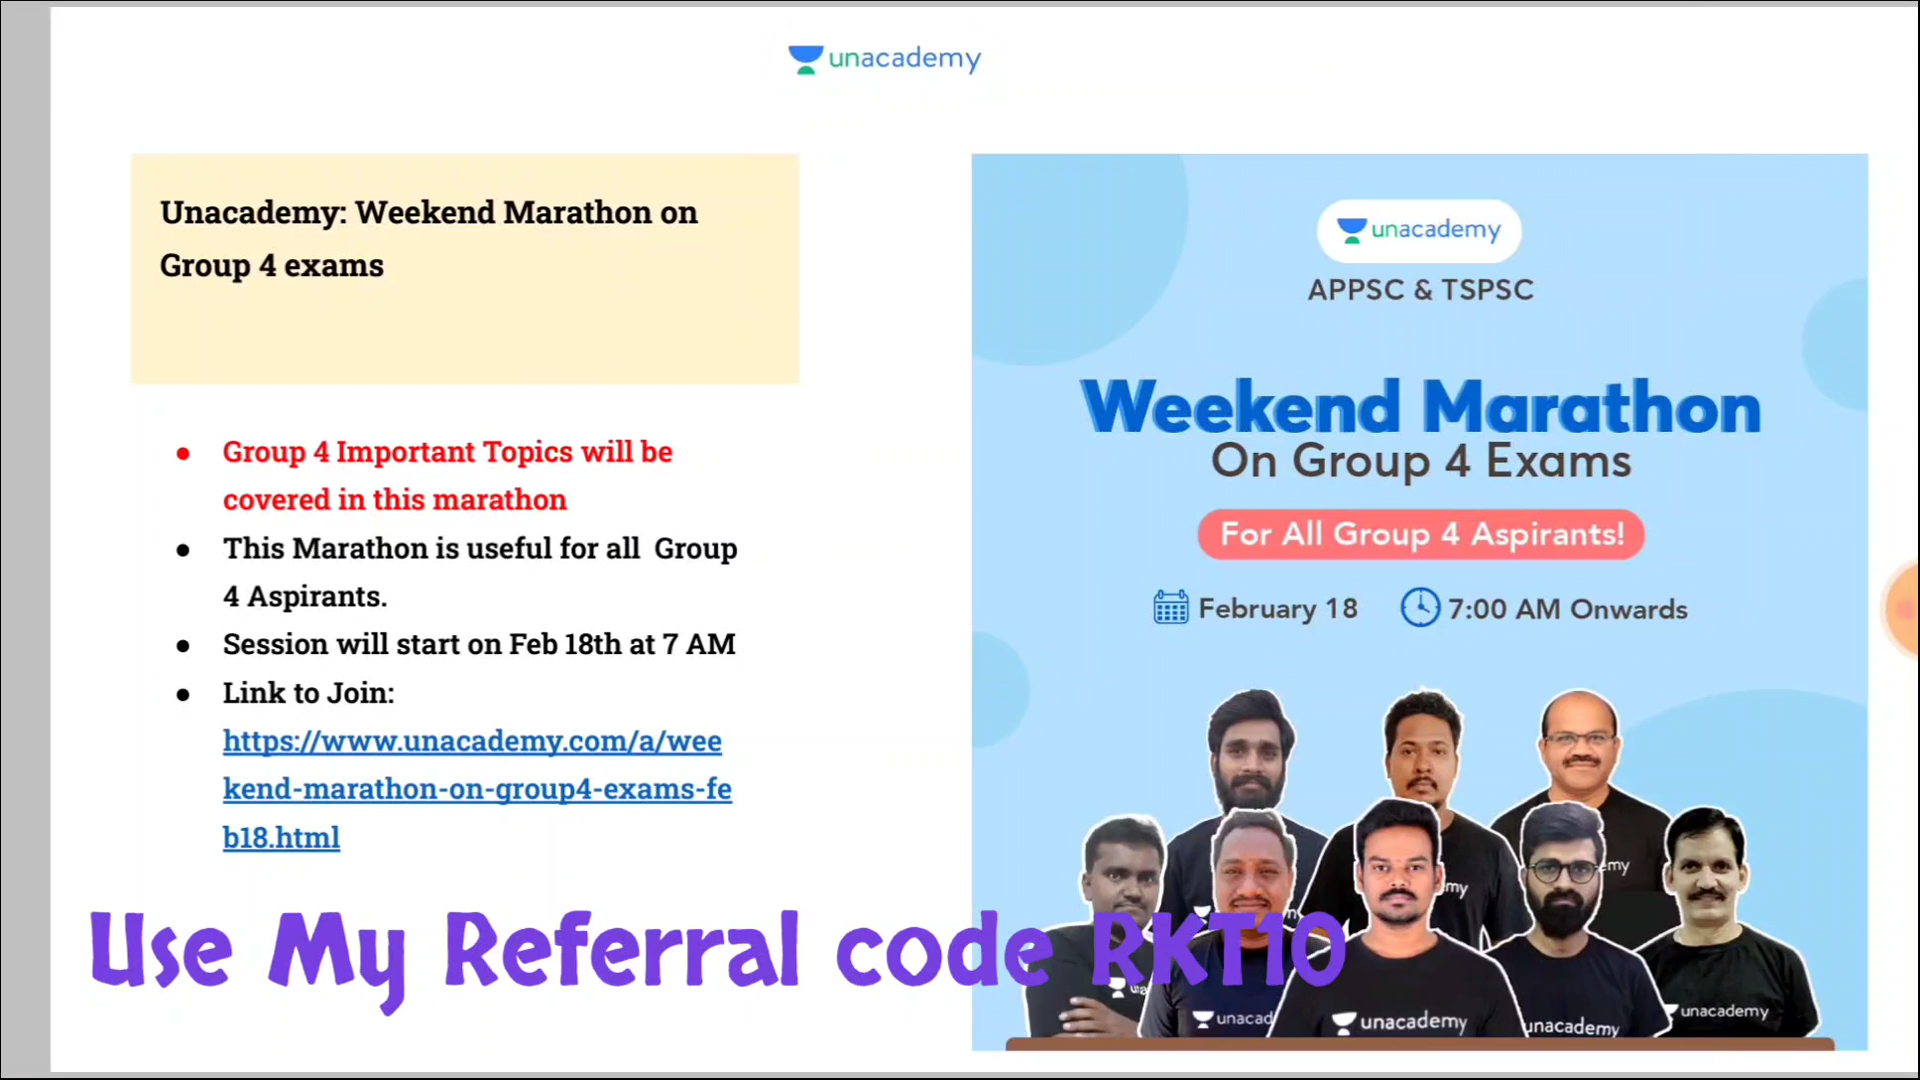 unacademy
Unacademy: Weekend Marathon on
Group 4 exams
● Group 4 Important Topics will be
covered in this marathon
● This Marathon is useful for all Group
4 Aspirants.
● Session will start on Feb 18th at 7 AM
● Link to Join:
https://www.unacademy.com/a/wee
kend-marathon-on-group4-exams-fe
b18.html
unacademy
APPSC & TSPSC
Weekend Marathon
On Group 4 Exams
For All Group 4 Aspirants!
February 18
7:00 AM Onwards
Use My Referral code RKT10
unacademy
unacademy
unacademy